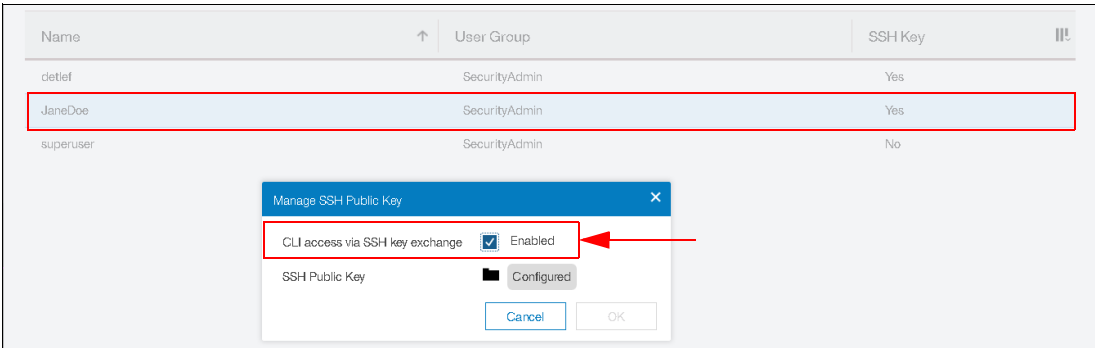 Name User Group SSH Key
detlef SecurityAdmin Yes
JaneDoe SecurityAdmin Yes
superuser SecurityAdmin No
Manage SSH Public Key
CLI access via SSH key exchange Enabled
SSH Public Key Configured
Cancel OK